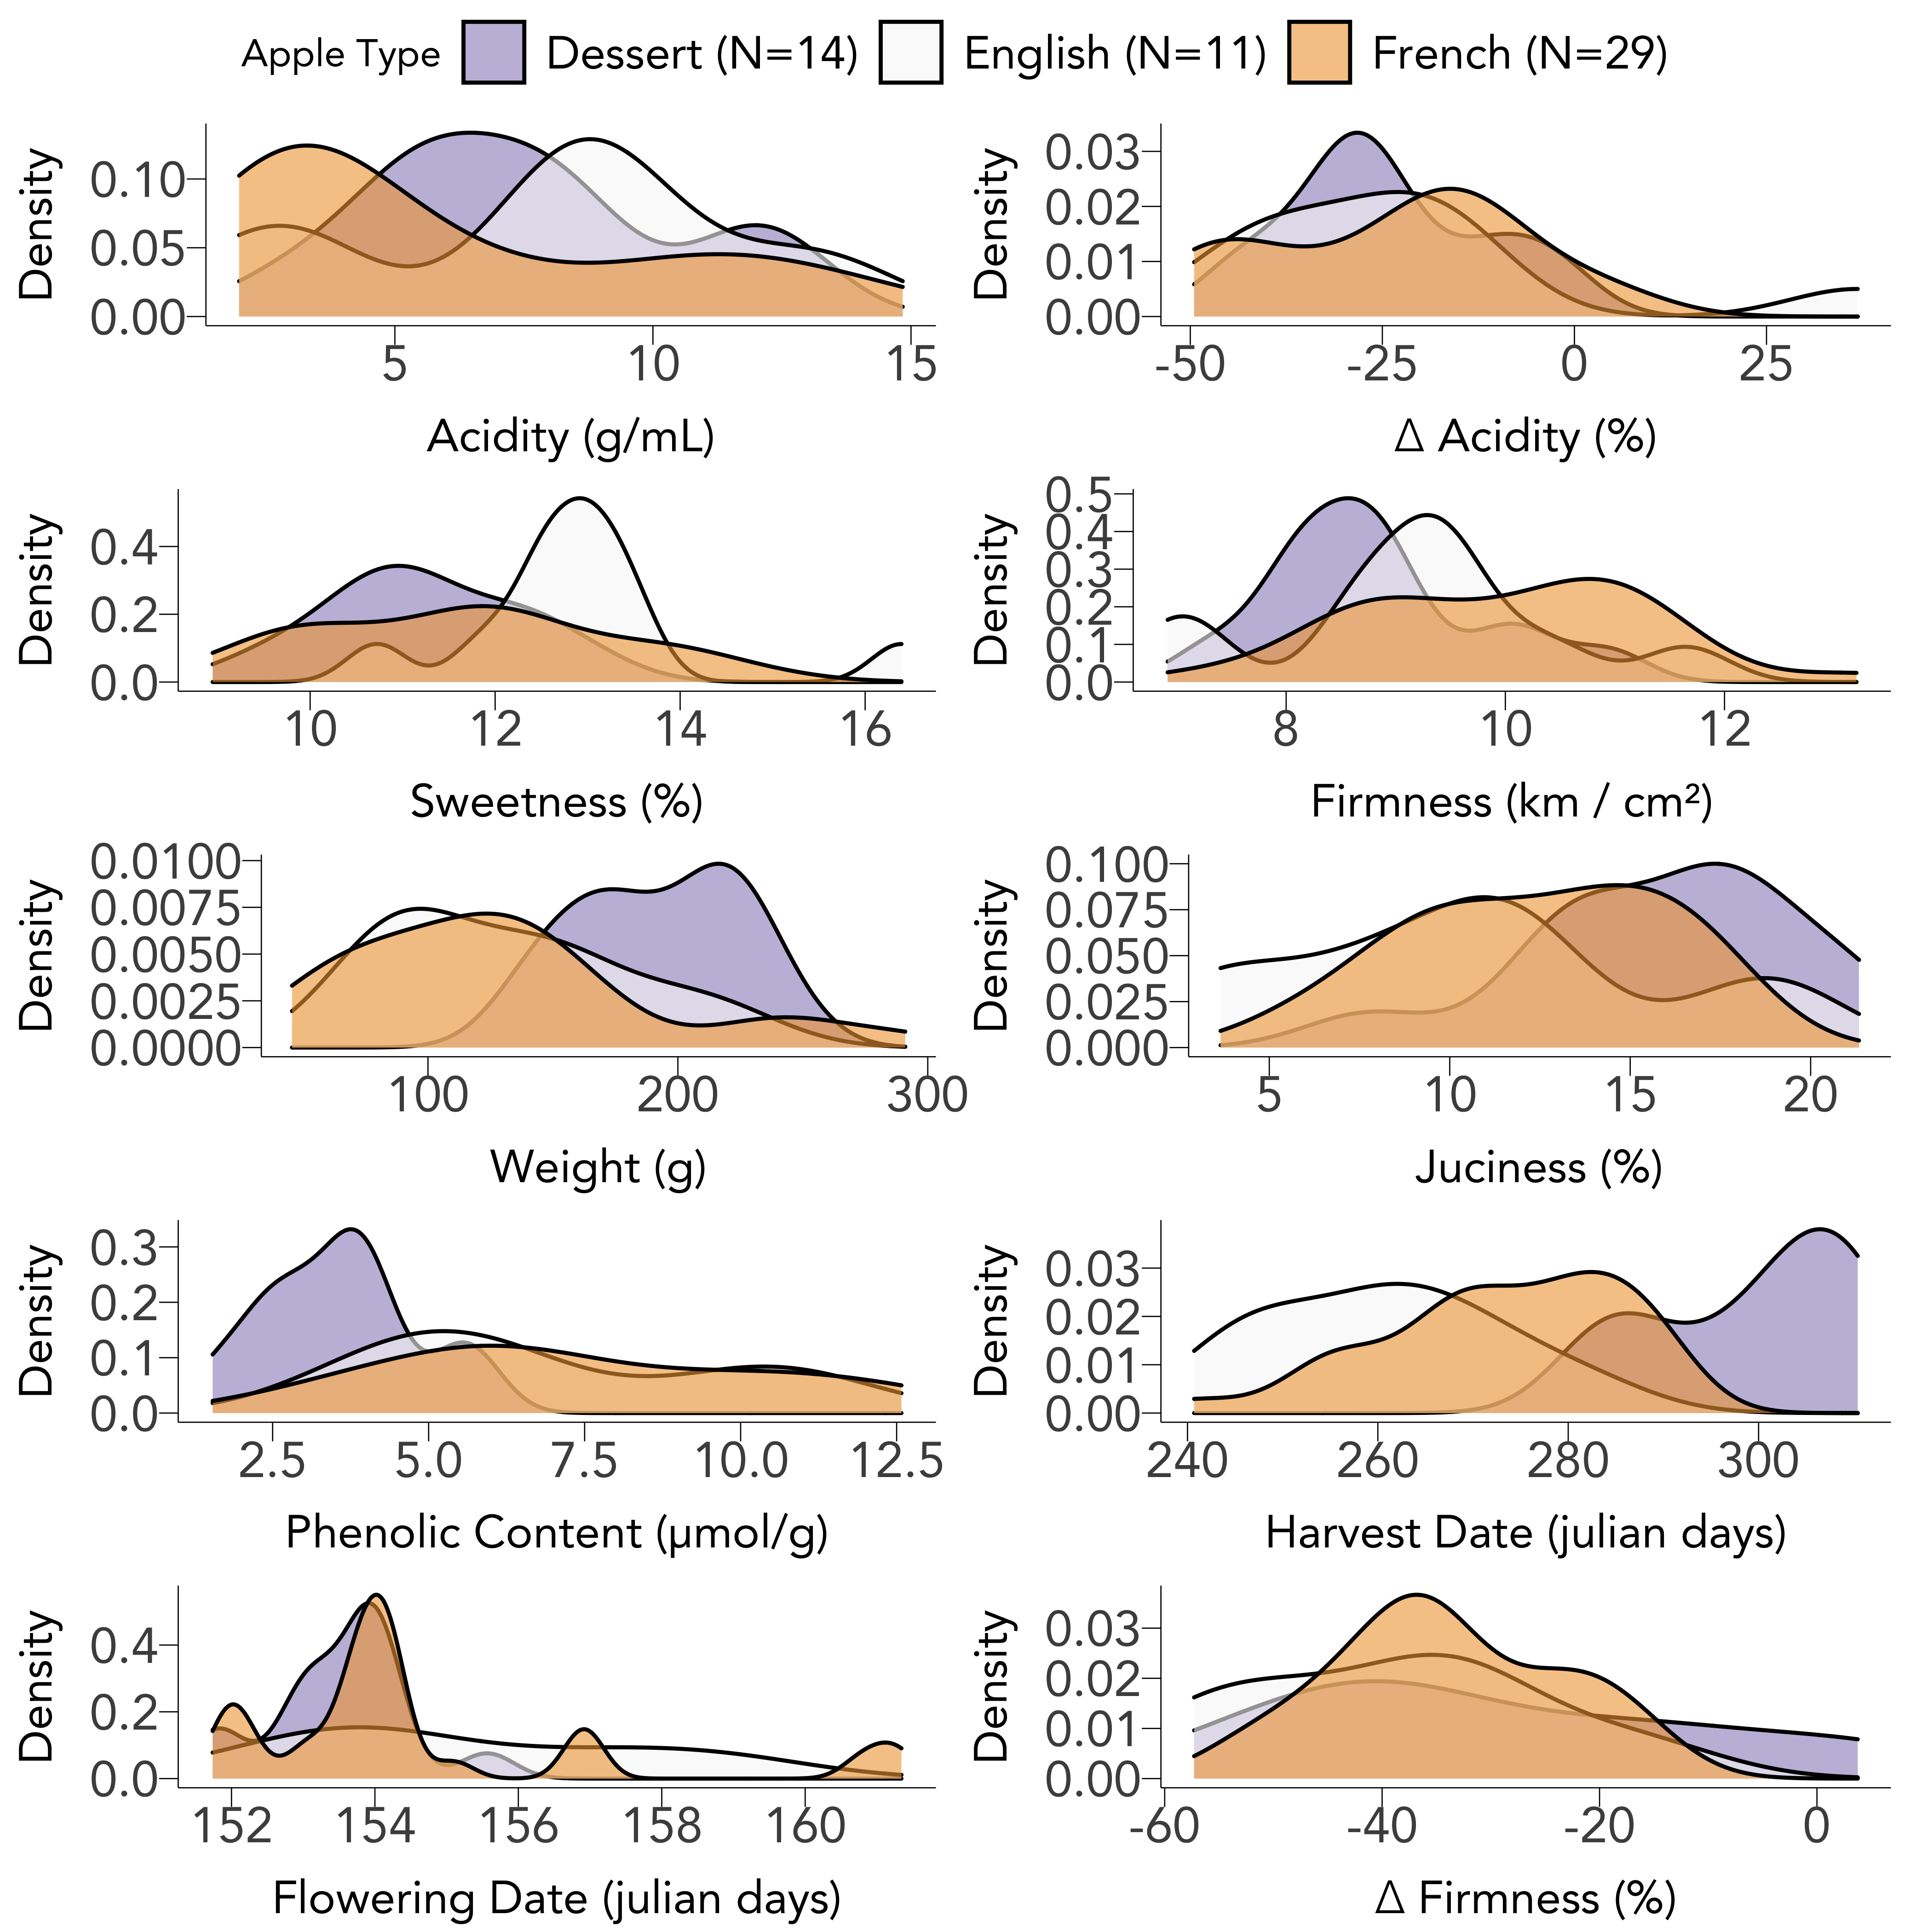 Apple Type Dessert (N=14) English (N=11) French (N=29)
Density
0.10
0.05
0.00
5 10 15
Acidity (g/mL)
Density
0.03
0.02
0.01
0.00
-50 -25 0 25
Δ Acidity (%)
Density
0.4
0.2
0.0
10 12 14 16
Sweetness (%)
Density
0.5
0.4
0.3
0.2
0.1
0.0
8 10 12
Firmness (km / cm²)
Density
0.0100
0.0075
0.0050
0.0025
0.0000
100 200 300
Weight (g)
Density
0.100
0.075
0.050
0.025
0.000
5 10 15 20
Juciness (%)
Density
0.3
0.2
0.1
0.0
2.5 5.0 7.5 10.0 12.5
Phenolic Content (μmol/g)
Density
0.03
0.02
0.01
0.00
240 260 280 300
Harvest Date (julian days)
Density
0.4
0.2
0.0
152 154 156 158 160
Flowering Date (julian days)
Density
0.03
0.02
0.01
0.00
-60 -40 -20 0
Δ Firmness (%)